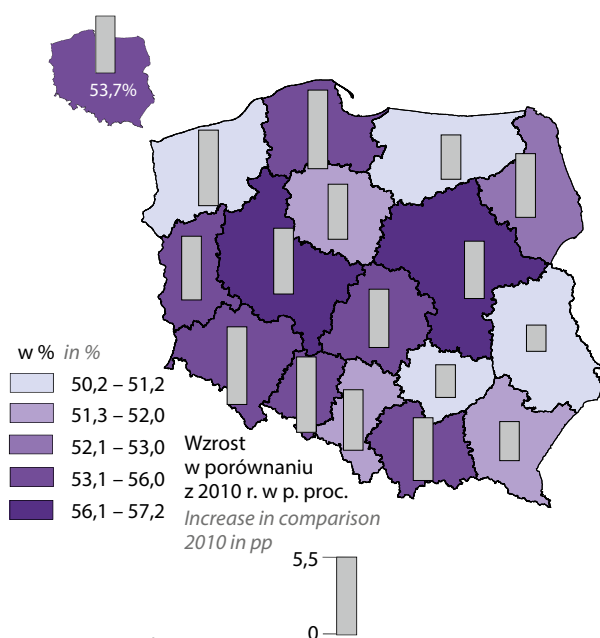 53,7%
w % in %
50,2 – 51,2
51,3 – 52,0
52,1 – 53,0
53,1 – 56,0
56,1 – 57,2
Wzrost
w porównaniu
z 2010 r. w p. proc.
Increase in comparison
2010 in pp
5,5
0